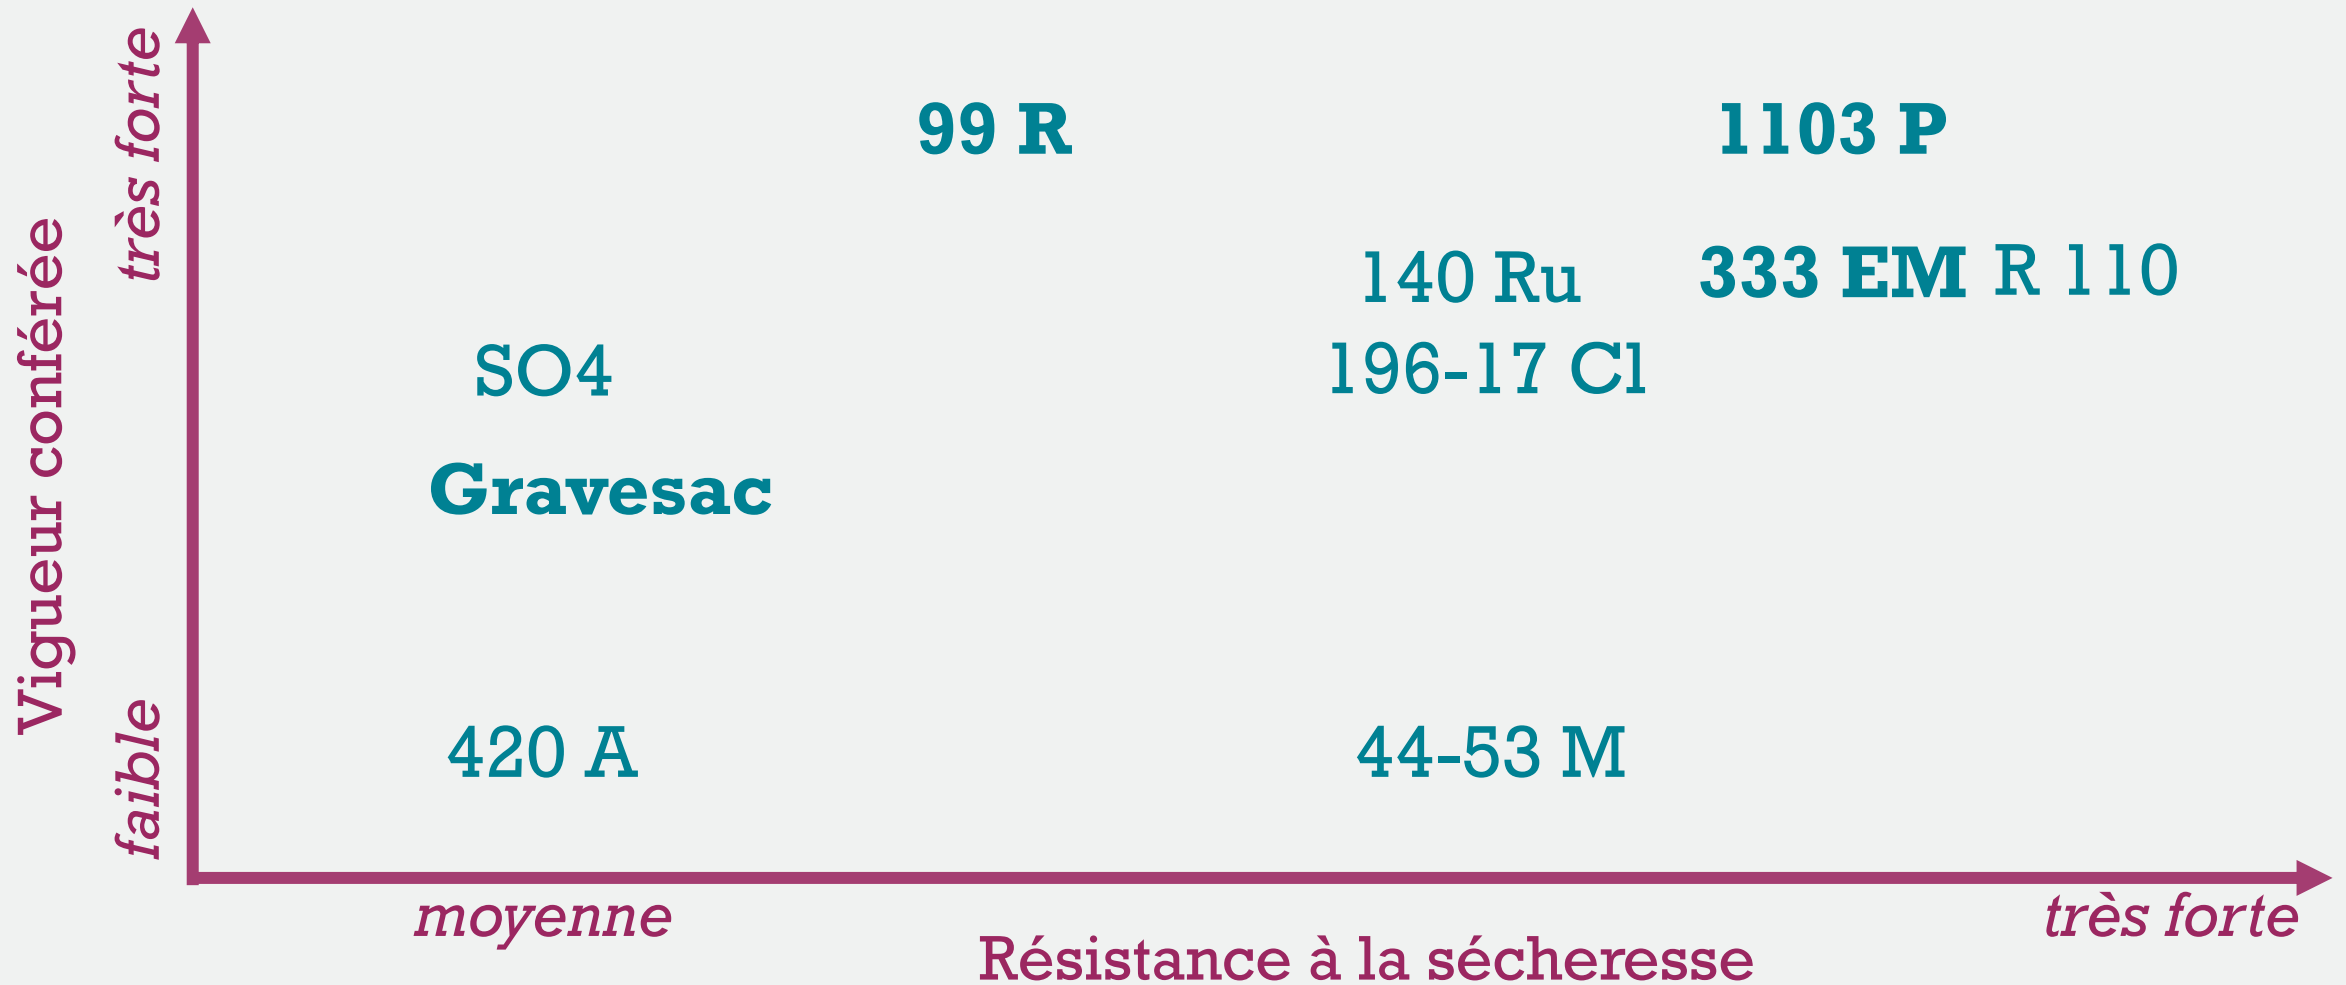 Vigueur conférée
très forte
faible
99 R
1103 P
140 Ru
333 EM R 110
SO4
196-17 Cl
Gravesac
420 A
44-53 M
moyenne
très forte
Résistance à la sécheresse